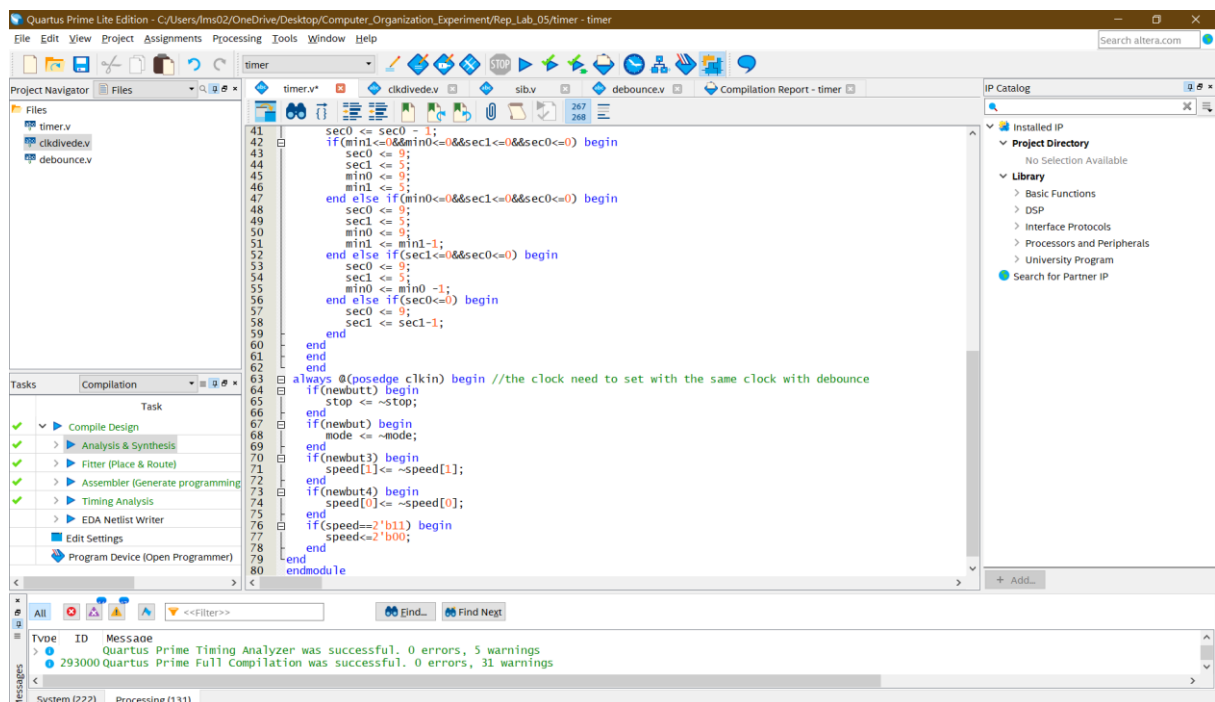 Quartus Prime Lite Edition - C:/Users/lms02/OneDrive/Desktop/Computer_Organization_Experiment/Rep_Lab_05/timer - timer
File Edit View Project Assignments Processing Tools Window Help
Search altera.com
timer
STOP
Project Navigator Files
timer.v* clkdivede.v sib.v debounce.v Compilation Report - timer
IP Catalog
Files
timer.v
clkdivede.v
debounce.v
267
268
41 sec0 <= sec0 - 1;
42 if(min1<=0&&min0<=0&&sec1<=0&&sec0<=0) begin
43 sec0 <= 9;
44 sec1 <= 5;
45 min0 <= 9;
46 min1 <= 5;
47 end else if(min0<=0&&sec1<=0&&sec0<=0) begin
48 sec0 <= 9;
49 sec1 <= 5;
50 min0 <= 9;
51 min1 <= min1-1;
52 end else if(sec1<=0&&sec0<=0) begin
53 sec0 <= 9;
54 sec1 <= 5;
55 min0 <= min0 -1;
56 end else if(sec0<=0) begin
57 sec0 <= 9;
58 sec1 <= sec1-1;
59 end
60 end
61 end
62 end
63 always @(posedge clkin) begin //the clock need to set with the same clock with debounce
64 if(newbutt) begin
65 stop <= ~stop;
66 end
67 if(newbut) begin
68 mode <= ~mode;
69 end
70 if(newbut3) begin
71 speed[1]<= ~speed[1];
72 end
73 if(newbut4) begin
74 speed[0]<= ~speed[0];
75 end
76 if(speed==2'b11) begin
77 speed<=2'b00;
78 end
79 end
80 endmodule
Installed IP
Project Directory
No Selection Available
Library
Basic Functions
DSP
Interface Protocols
Processors and Peripherals
University Program
Search for Partner IP
+ Add...
Tasks Compilation
Task
Compile Design
Analysis & Synthesis
Fitter (Place & Route)
Assembler (Generate programming
Timing Analysis
EDA Netlist Writer
Edit Settings
Program Device (Open Programmer)
All <<Filter>> Find... Find Next
Type ID Message
Quartus Prime Timing Analyzer was successful. 0 errors, 5 warnings
293000 Quartus Prime Full Compilation was successful. 0 errors, 31 warnings
Messages
System (222) Processing (131)